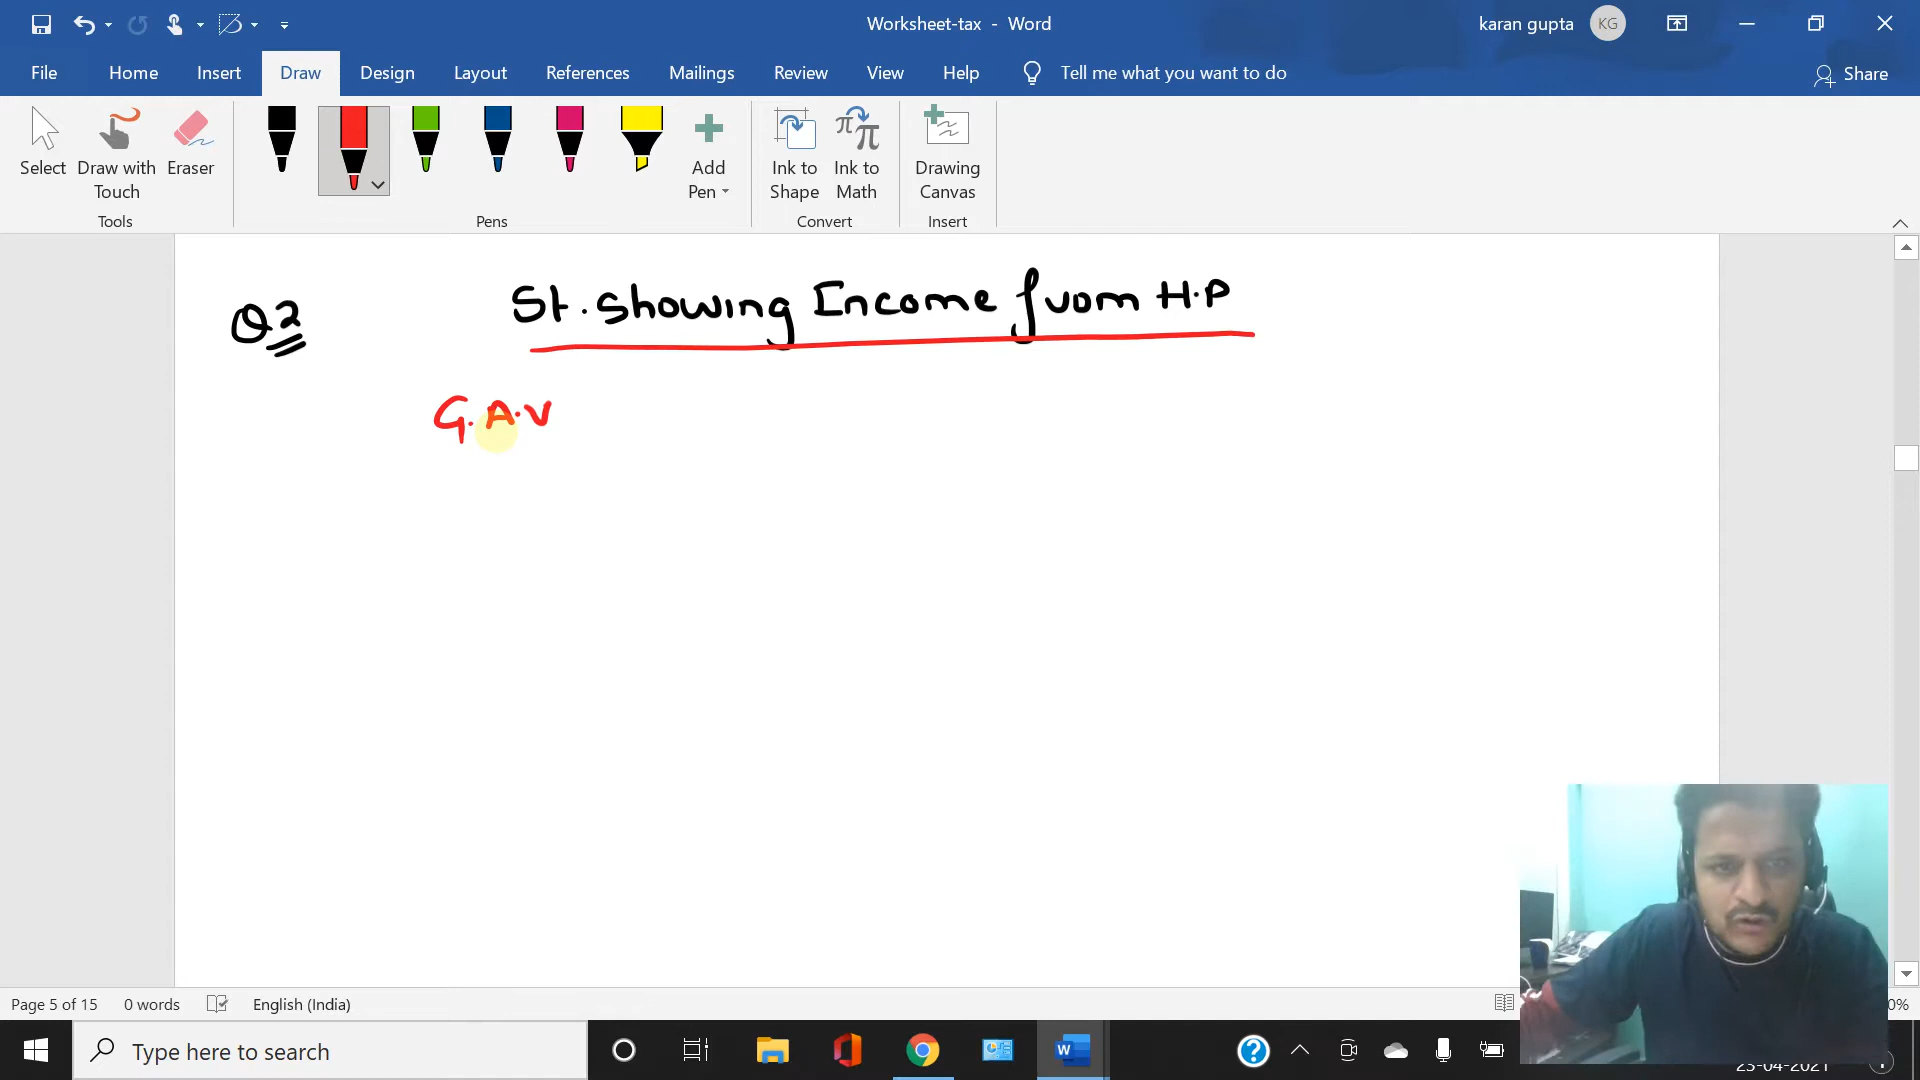 Worksheet-tax - Word
karan gupta KG
File Home Insert Draw Design Layout References Mailings Review View Help Tell me what you want to do Share
Select Draw with Touch Eraser Add Pen Ink to Shape Ink to Math Drawing Canvas
Tools Pens Convert Insert
Q2 St. showing Income from H.P
G.A.V
Page 5 of 15 0 words English (India)
Type here to search